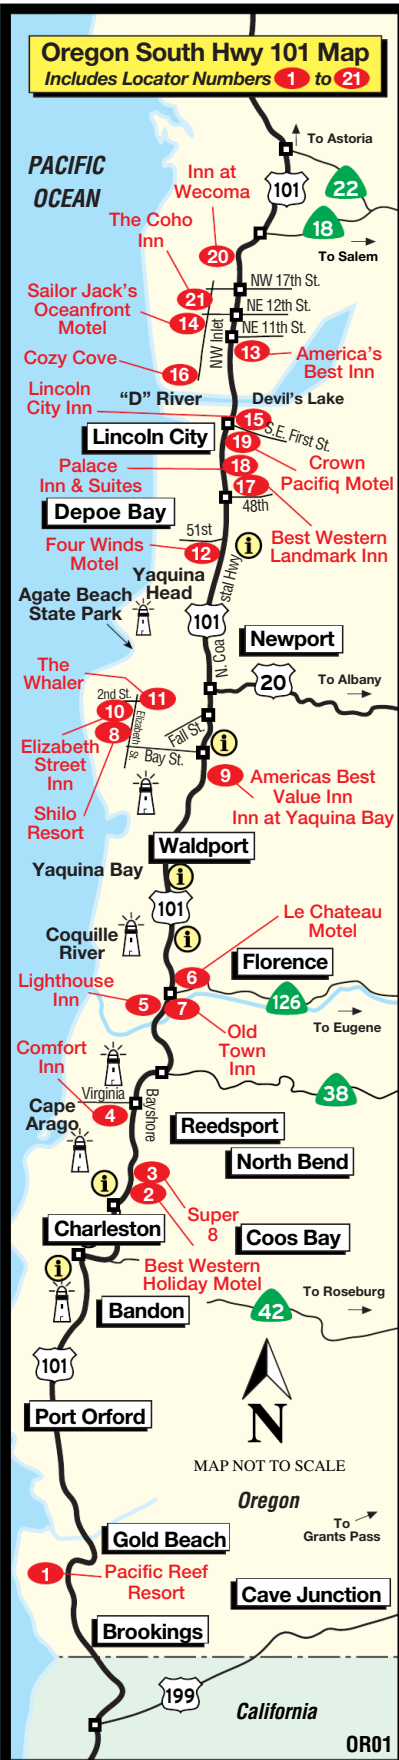 Oregon South Hwy 101 Map
Includes Locator Numbers 1 to 21
To Astoria
PACIFIC
OCEAN
Inn at
Wecoma
101
22
The Coho
Inn
18
20
To Salem
NW 17th St.
21
Sailor Jack's
Oceanfront
Motel
NE 12th St.
14
NW Inlet
NE 11th St.
13
America's
Best Inn
Cozy Cove
16
Lincoln
City Inn
"D" River
Devil's Lake
15
S.E. First St.
Lincoln City
19
Palace
Inn & Suites
18
Crown
Pacifiq Motel
17
48th
Depoe Bay
51st
Best Western
Landmark Inn
Four Winds
Motel
12
i
Yaquina
Head
stal Hwy
Agate Beach
State Park
101
N. Coa
Newport
The
Whaler
20
To Albany
2nd St.
11
10
Elizabeth St.
Fall St.
8
Elizabeth
Street
Inn
Bay St.
i
9
Americas Best
Value Inn
Inn at Yaquina Bay
Shilo
Resort
Waldport
Yaquina Bay
i
101
Le Chateau
Motel
Coquille
River
i
Florence
6
Lighthouse
Inn
5
7
126
To Eugene
Old
Town
Inn
Comfort
Inn
38
Virginia
Bayshore
Cape
Arago
4
Reedsport
North Bend
3
2
i
Super
8
Charleston
Coos Bay
Best Western
Holiday Motel
i
Bandon
To Roseburg
42
101
N
Port Orford
MAP NOT TO SCALE
Oregon
To
Grants Pass
Gold Beach
1
Pacific Reef
Resort
Cave Junction
Brookings
199
California
OR01